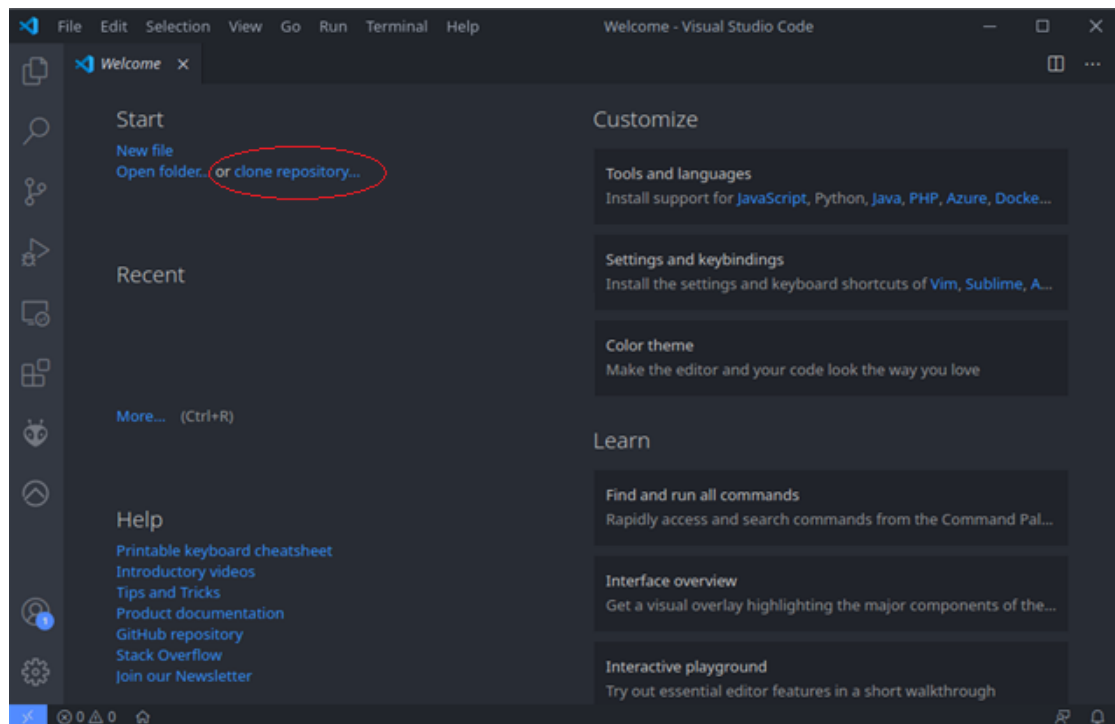 File Edit Selection View Go Run Terminal Help Welcome - Visual Studio Code
Welcome
Start
New file
Open folder... or clone repository...
Recent
More... (Ctrl+R)
Help
Printable keyboard cheatsheet
Introductory videos
Tips and Tricks
Product documentation
GitHub repository
Stack Overflow
Join our Newsletter
Customize
Tools and languages
Install support for JavaScript, Python, Java, PHP, Azure, Docke...
Settings and keybindings
Install the settings and keyboard shortcuts of Vim, Sublime, A...
Color theme
Make the editor and your code look the way you love
Learn
Find and run all commands
Rapidly access and search commands from the Command Pal...
Interface overview
Get a visual overlay highlighting the major components of the...
Interactive playground
Try out essential editor features in a short walkthrough
1
0 0